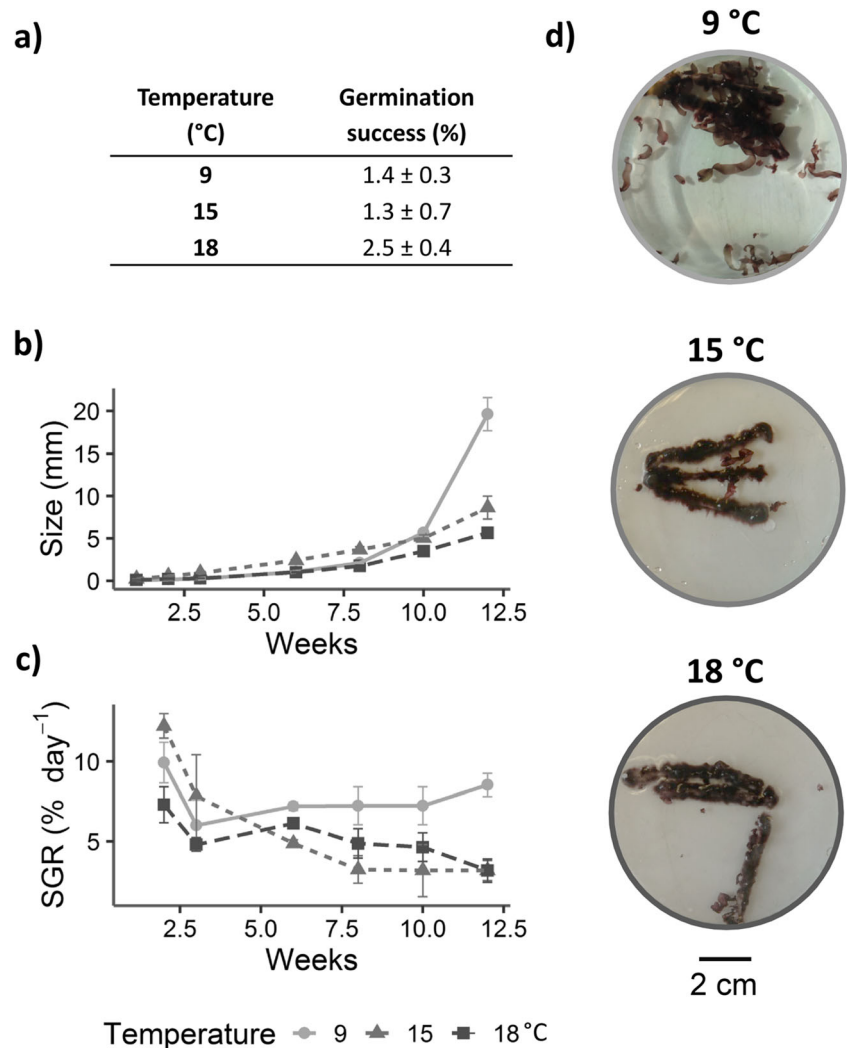 a)
Temperature
(°C)
Germination
success (%)
9
1.4 ± 0.3
15
1.3 ± 0.7
18
2.5 ± 0.4
b)
Size (mm)
20
15
10
5
0
2.5
5.0
7.5
10.0
12.5
Weeks
c)
SGR (% day⁻¹)
10
5
2.5
5.0
7.5
10.0
12.5
Weeks
Temperature 9 15 18 °C
d)
9 °C
15 °C
18 °C
2 cm